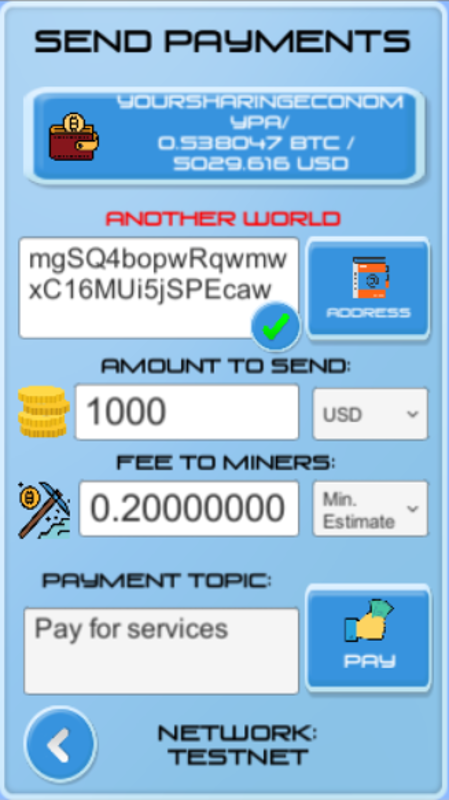 SEND PAYMENTS
YOURSHARINGECONOM
YPA/
0.538047 BTC /
5029.616 USD
ANOTHER WORLD
mgSQ4bopwRqwmw
xC16MUi5jSPEcaw
ADDRESS
AMOUNT TO SEND:
1000
USD
FEE TO MINERS:
0.20000000
Min.
Estimate
PAYMENT TOPIC:
Pay for services
PAY
NETWORK:
TESTNET